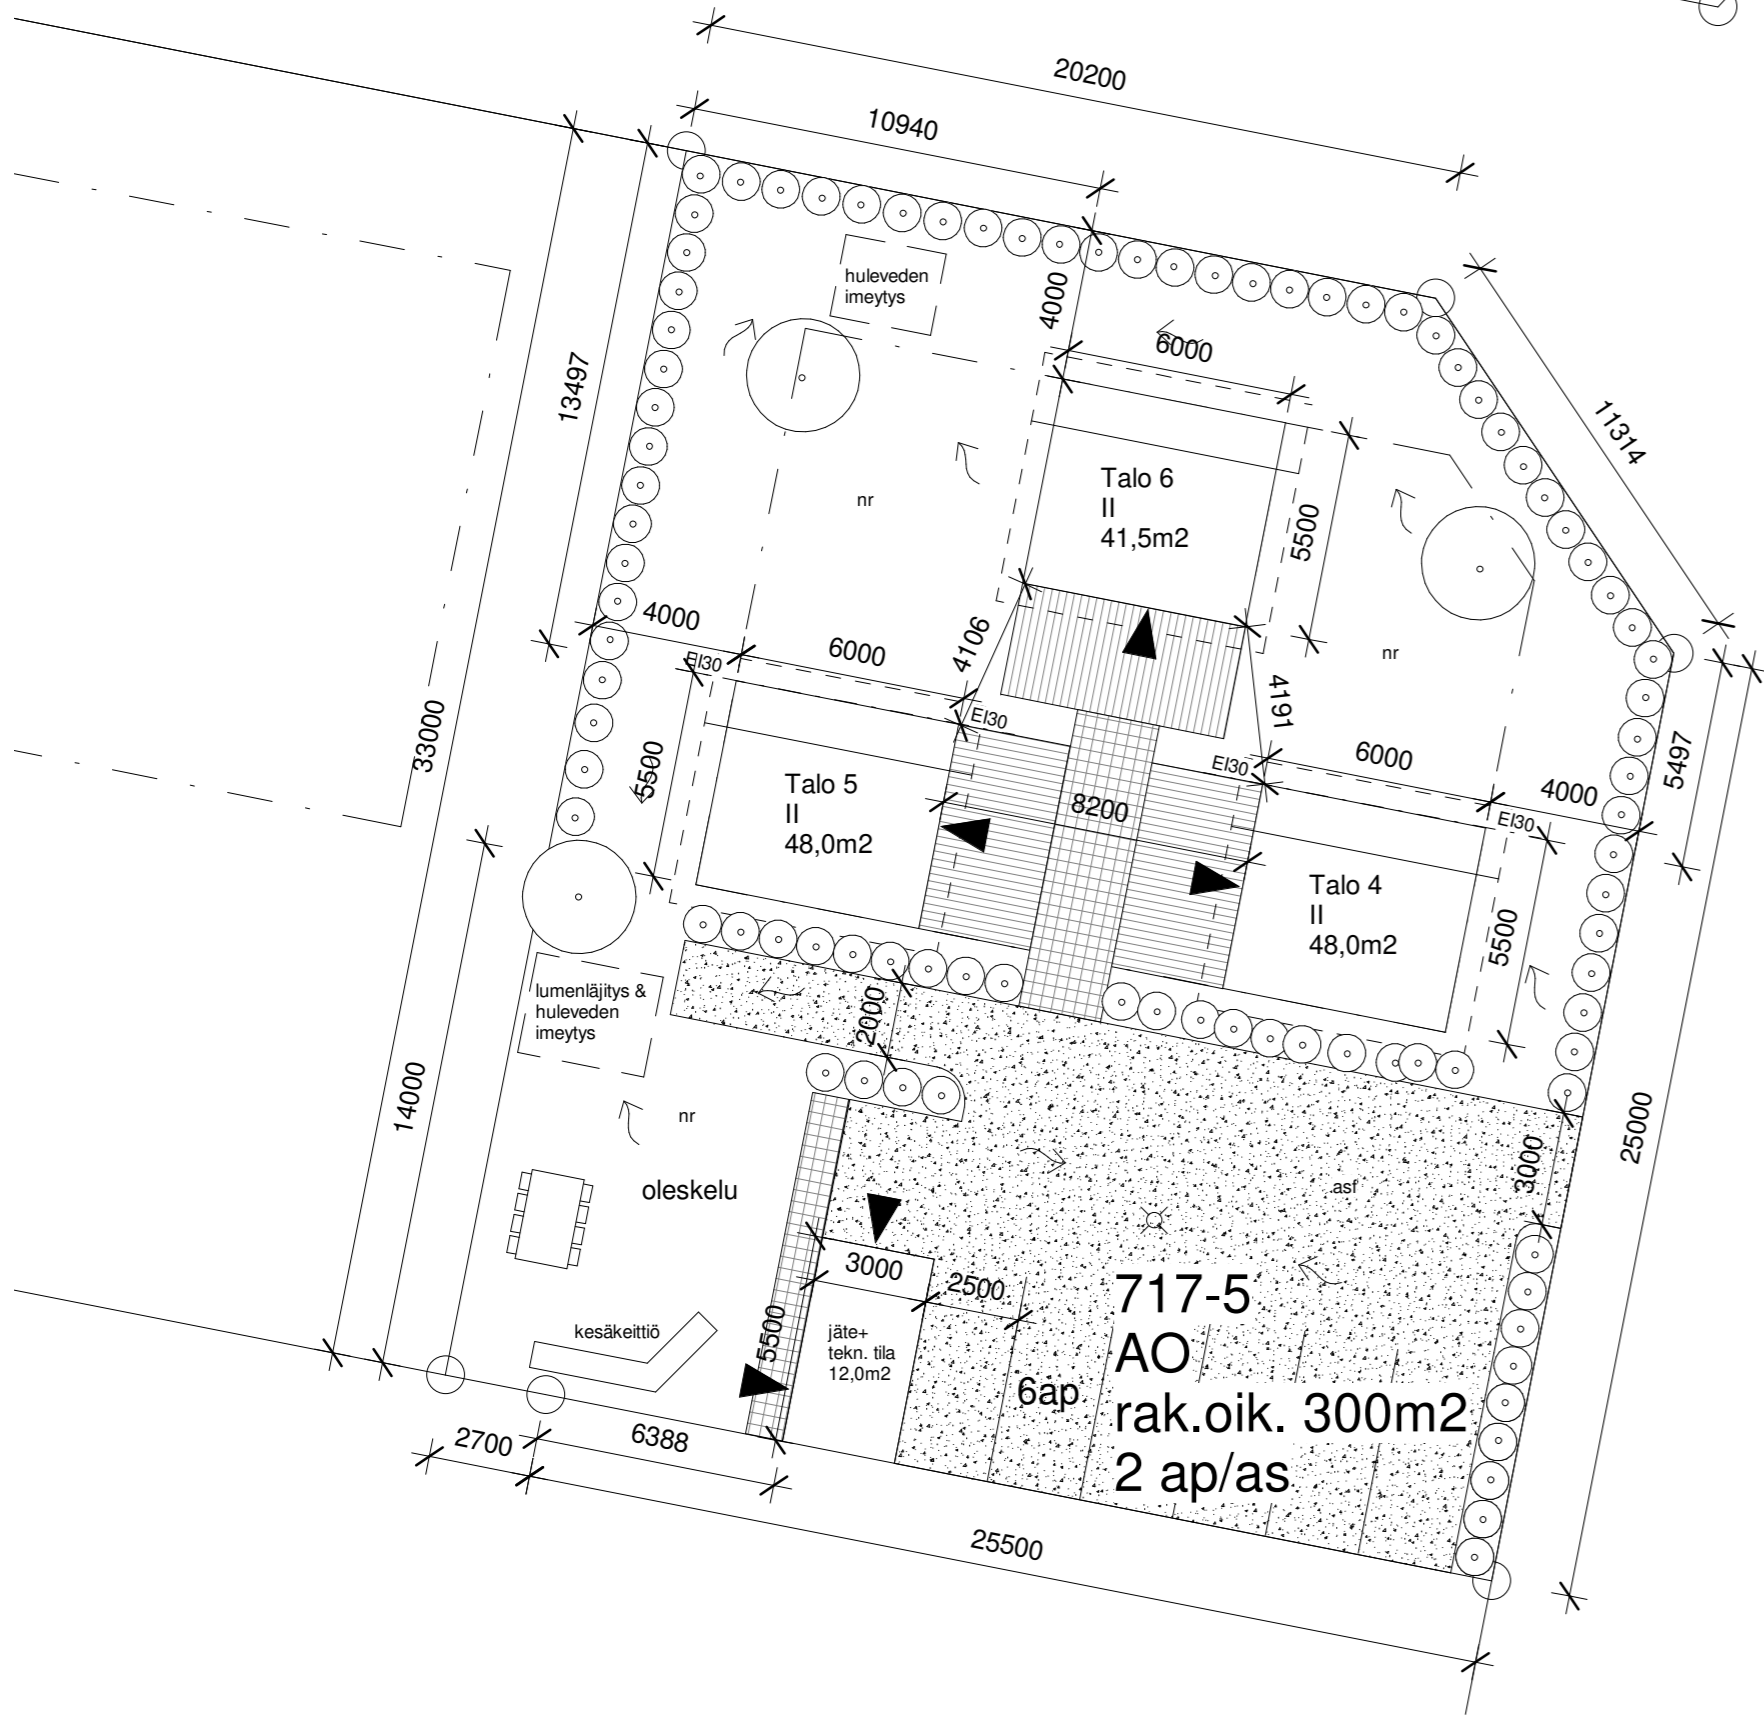 20200
10940
huleveden
imeytys
4000
6000
13497
11314
Talo 6
II
41,5m2
5500
nr
nr
4000
EI30
6000
4106
EI30
4191
EI30
6000
4000
EI30
5497
33000
5500
Talo 5
II
48,0m2
8200
Talo 4
II
48,0m2
5500
lumenläjitys &
huleveden
imeytys
2000
14000
nr
oleskelu
asf
3000
25000
3000
2500
5500
jäte+
tekn. tila
12,0m2
kesäkeittiö
6ap
717-5
AO
rak.oik. 300m2
2 ap/as
2700
6388
25500